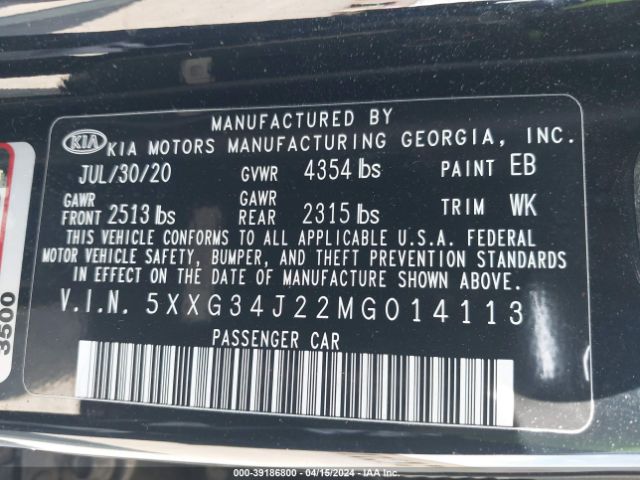 MANUFACTURED BY
KIA KIA MOTORS MANUFACTURING GEORGIA, INC.
JUL/30/20 GVWR 4354 lbs PAINT EB
GAWR FRONT 2513 lbs GAWR REAR 2315 lbs TRIM WK
THIS VEHICLE CONFORMS TO ALL APPLICABLE U.S.A. FEDERAL
MOTOR VEHICLE SAFETY, BUMPER, AND THEFT PREVENTION STANDARDS
IN EFFECT ON THE DATE OF MANUFACTURE SHOWN ABOVE.
V.I.N. 5XXG34J22MG014113
PASSENGER CAR
3500
000-39186800 - 04/15/2024 - IAA Inc.